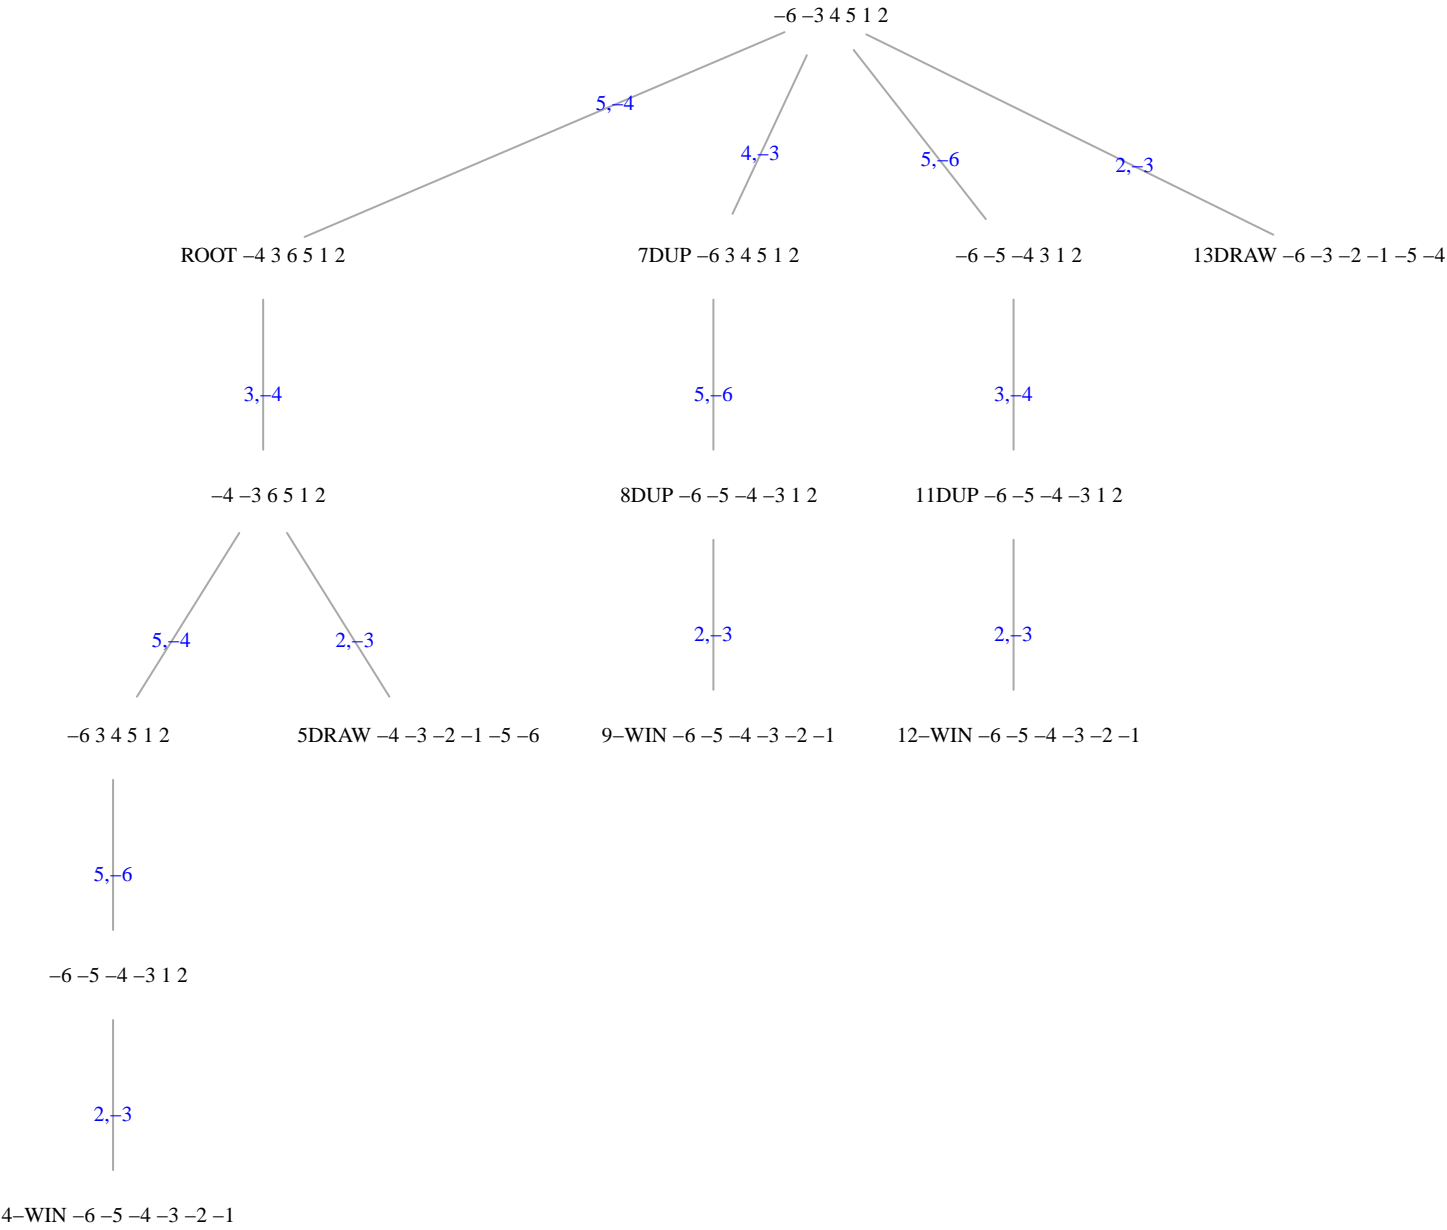 –6 –3 4 5 1 2
5,–4
4,–3
5,–6
2,–3
ROOT –4 3 6 5 1 2
7DUP –6 3 4 5 1 2
–6 –5 –4 3 1 2
13DRAW –6 –3 –2 –1 –5 –4
3,–4
5,–6
3,–4
–4 –3 6 5 1 2
8DUP –6 –5 –4 –3 1 2
11DUP –6 –5 –4 –3 1 2
5,–4
2,–3
2,–3
2,–3
–6 3 4 5 1 2
5DRAW –4 –3 –2 –1 –5 –6
9–WIN –6 –5 –4 –3 –2 –1
12–WIN –6 –5 –4 –3 –2 –1
5,–6
–6 –5 –4 –3 1 2
2,–3
4–WIN –6 –5 –4 –3 –2 –1